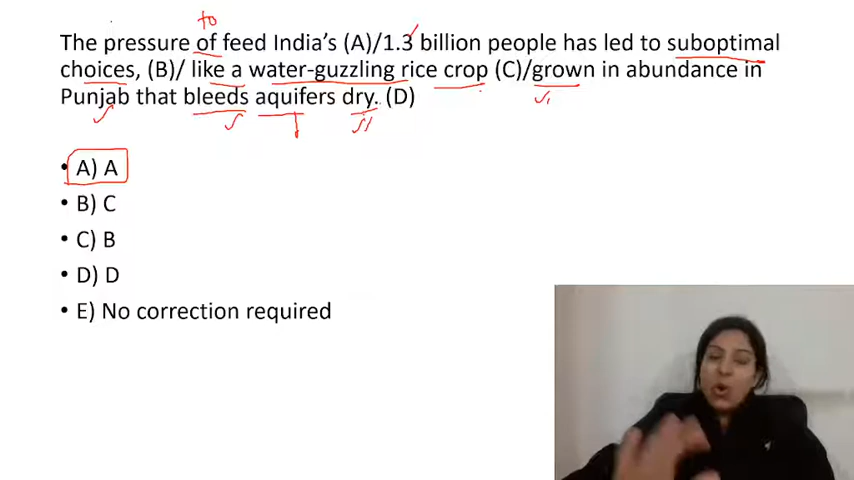 to
The pressure of feed India's (A)/1.3 billion people has led to suboptimal
choices, (B)/ like a water-guzzling rice crop (C)/grown in abundance in
Punjab that bleeds aquifers dry. (D)
• A) A
• B) C
• C) B
• D) D
• E) No correction required